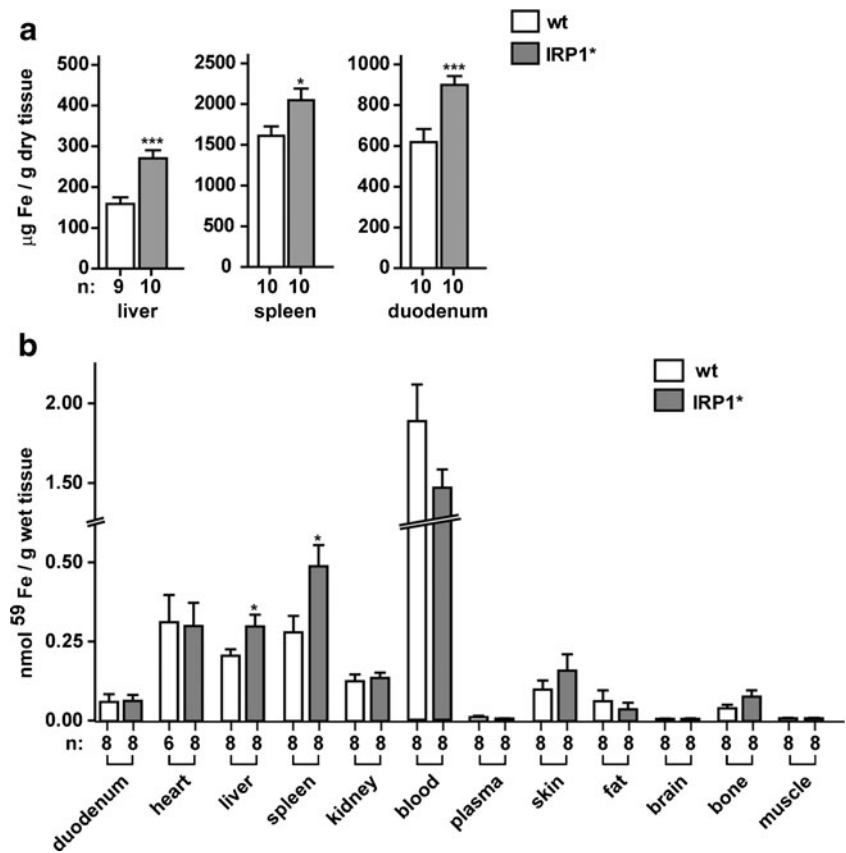 a
wt
IRP1*
μg Fe / g dry tissue
500
400
300
200
100
0
***
n: 9 10
liver
2500
2000
1500
1000
500
0
*
10 10
spleen
1000
800
600
400
200
0
***
10 10
duodenum
b
wt
IRP1*
nmol 59 Fe / g wet tissue
2.00
1.50
0.50
0.25
0.00
*
*
n: 8 8 6 8 8 8 8 8 8 8 8 8 8 8 8 8 8 8 8 8 8 8 8 8
duodenum
heart
liver
spleen
kidney
blood
plasma
skin
fat
brain
bone
muscle